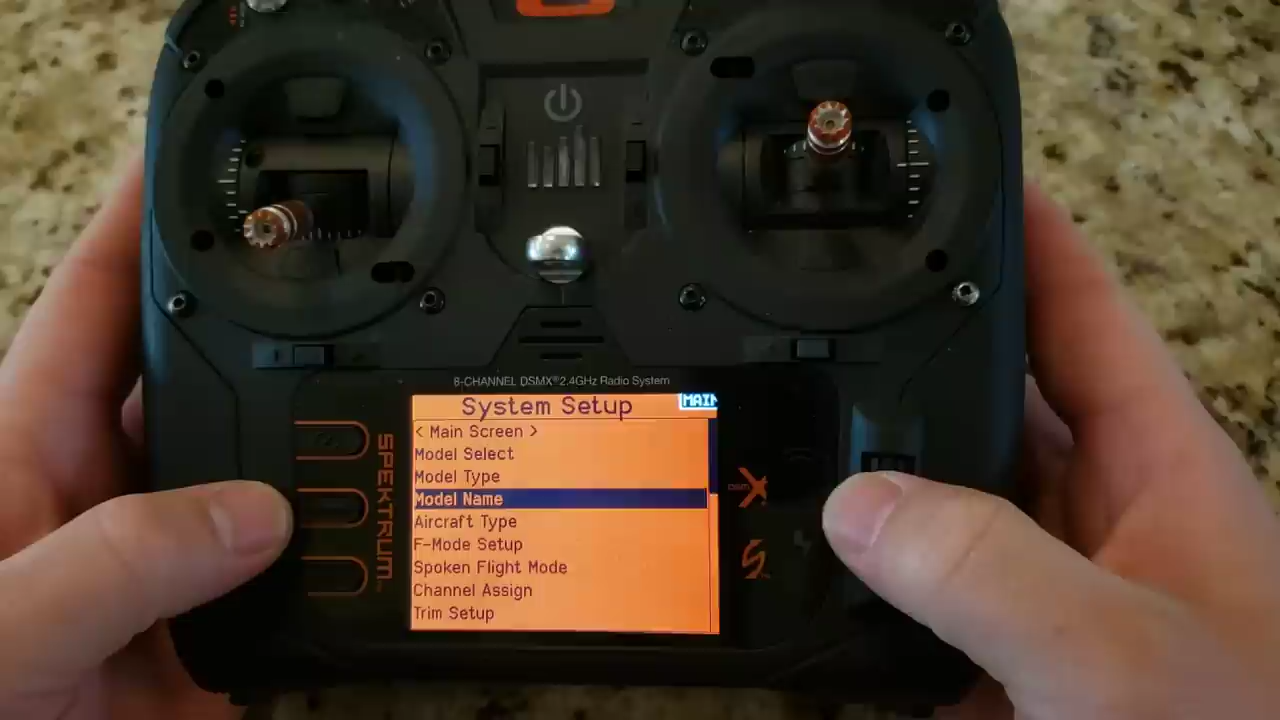 8-CHANNEL DSMX® 2.4GHz Radio System
System Setup
MAIN
< Main Screen >
Model Select
Model Type
Model Name
Aircraft Type
F-Mode Setup
Spoken Flight Mode
Channel Assign
Trim Setup
SPEKTRUM
DSM X